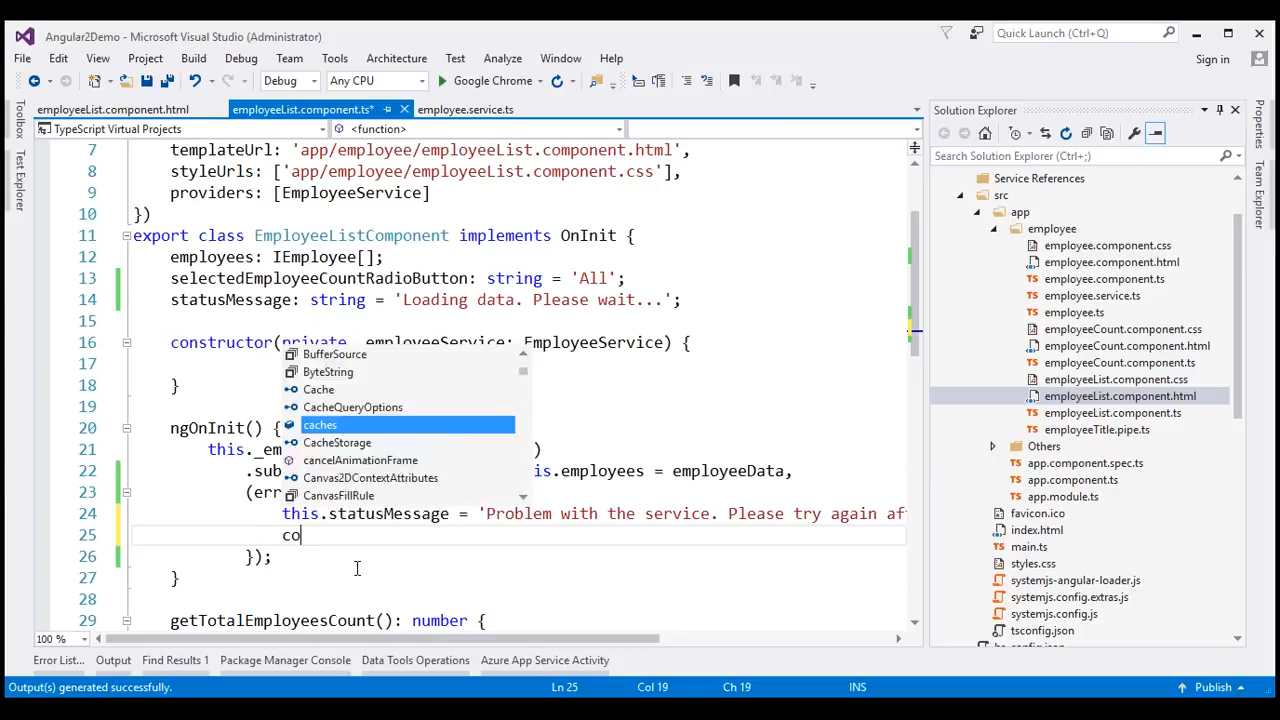 Angular2Demo - Microsoft Visual Studio (Administrator)
Quick Launch (Ctrl+Q)
File Edit View Project Build Debug Team Tools Architecture Test Analyze Window Help
Sign in
Debug Any CPU Google Chrome
employeeList.component.html employeeList.component.ts* employee.service.ts
TypeScript Virtual Projects <function>
Toolbox
Test Explorer
7 templateUrl: 'app/employee/employeeList.component.html',
8 styleUrls: ['app/employee/employeeList.component.css'],
9 providers: [EmployeeService]
10 })
11 export class EmployeeListComponent implements OnInit {
12 employees: IEmployee[];
13 selectedEmployeeCountRadioButton: string = 'All';
14 statusMessage: string = 'Loading data. Please wait...';
15
16 constructor(private _employeeService: EmployeeService) {
17
18 }
19
20 ngOnInit() {
21 this._em )
22 .sub is.employees = employeeData,
23 (err
24 this.statusMessage = 'Problem with the service. Please try again af
25 co
26 });
27 }
28
29 getTotalEmployeesCount(): number {
BufferSource
ByteString
Cache
CacheQueryOptions
caches
CacheStorage
cancelAnimationFrame
Canvas2DContextAttributes
CanvasFillRule
100 %
Solution Explorer
Search Solution Explorer (Ctrl+;)
Service References
src
app
employee
employee.component.css
employee.component.html
employee.component.ts
employee.service.ts
employee.ts
employeeCount.component.css
employeeCount.component.html
employeeCount.component.ts
employeeList.component.css
employeeList.component.html
employeeList.component.ts
employeeTitle.pipe.ts
Others
app.component.spec.ts
app.component.ts
app.module.ts
favicon.ico
index.html
main.ts
styles.css
systemjs-angular-loader.js
systemjs.config.extras.js
systemjs.config.js
tsconfig.json
Properties
Team Explorer
Error List... Output Find Results 1 Package Manager Console Data Tools Operations Azure App Service Activity
Output(s) generated successfully. Ln 25 Col 19 Ch 19 INS Publish